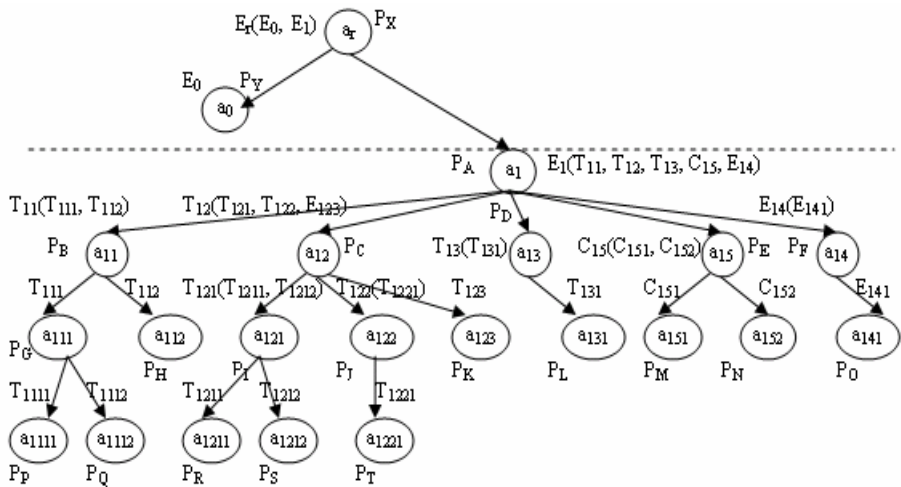 Er(E0, E1) ar PX
E0 PY
a0
PA a1 E1(T11, T12, T13, C15, E14)
T11(T111, T112) T12(T121, T122, E123) PD E14(E141)
PB a11 a12 PC T13(T131) a13 C15(C151, C152) a15 PE PF a14
T111 T112 T121(T1211, T1212) T122(T1221) T123 T131 C151 C152 E141
a111 a112 a121 a122 a123 a131 a151 a152 a141
PG PH PI PJ PK PL PM PN PO
T1111 T1112 T1211 T1212 T1221
a1111 a1112 a1211 a1212 a1221
PP PQ PR PS PT